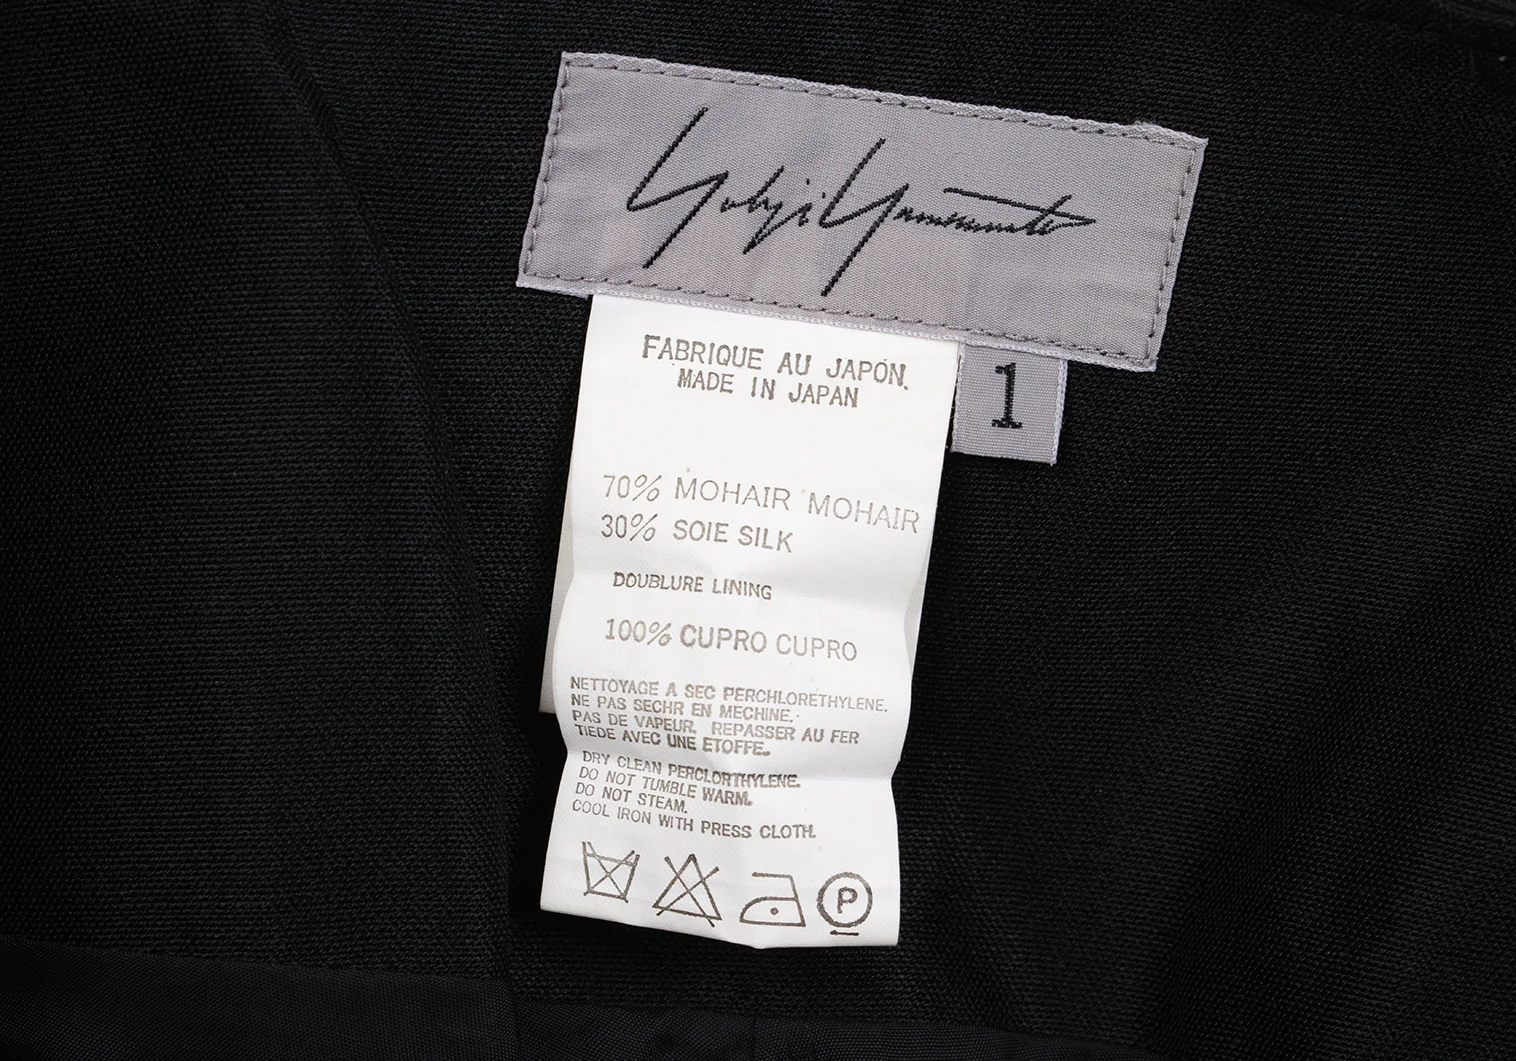 Yohji Yamamoto
FABRIQUE AU JAPON.
MADE IN JAPAN
1
70% MOHAIR MOHAIR
30% SOIE SILK
DOUBLURE LINING
100% CUPRO CUPRO
NETTOYAGE A SEC PERCHLORETHYLENE.
NE PAS SECHR EN MECHINE.
PAS DE VAPEUR. REPASSER AU FER
TIEDE AVEC UNE ETOFFE.
DRY CLEAN PERCLORTHYLENE.
DO NOT TUMBLE WARM.
DO NOT STEAM.
COOL IRON WITH PRESS CLOTH.
P